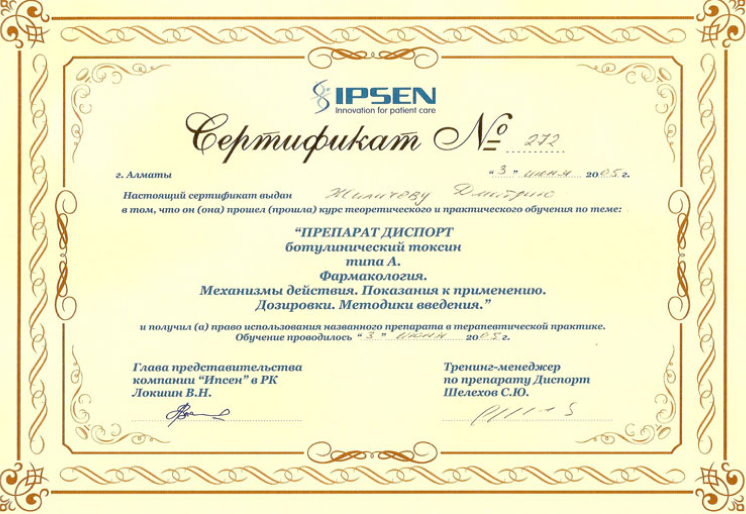 IPSEN
Innovation for patient care
Сертификат № 272
г. Алматы "3" июня 2005г.
Настоящий сертификат выдан Жиличеву Дмитрию
в том, что он (она) прошел (прошла) курс теоретического и практического обучения по теме:
"ПРЕПАРАТ ДИСПОРТ
ботулинический токсин
типа А.
Фармакология.
Механизмы действия. Показания к применению.
Дозировки. Методики введения."
и получил (а) право использования названного препарата в терапевтической практике.
Обучение проводилось "3" июня 2005г.
Глава представительства
компании "Ипсен" в РК
Локшин В.Н.
Тренинг-менеджер
по препарату Диспорт
Шелехов С.Ю.